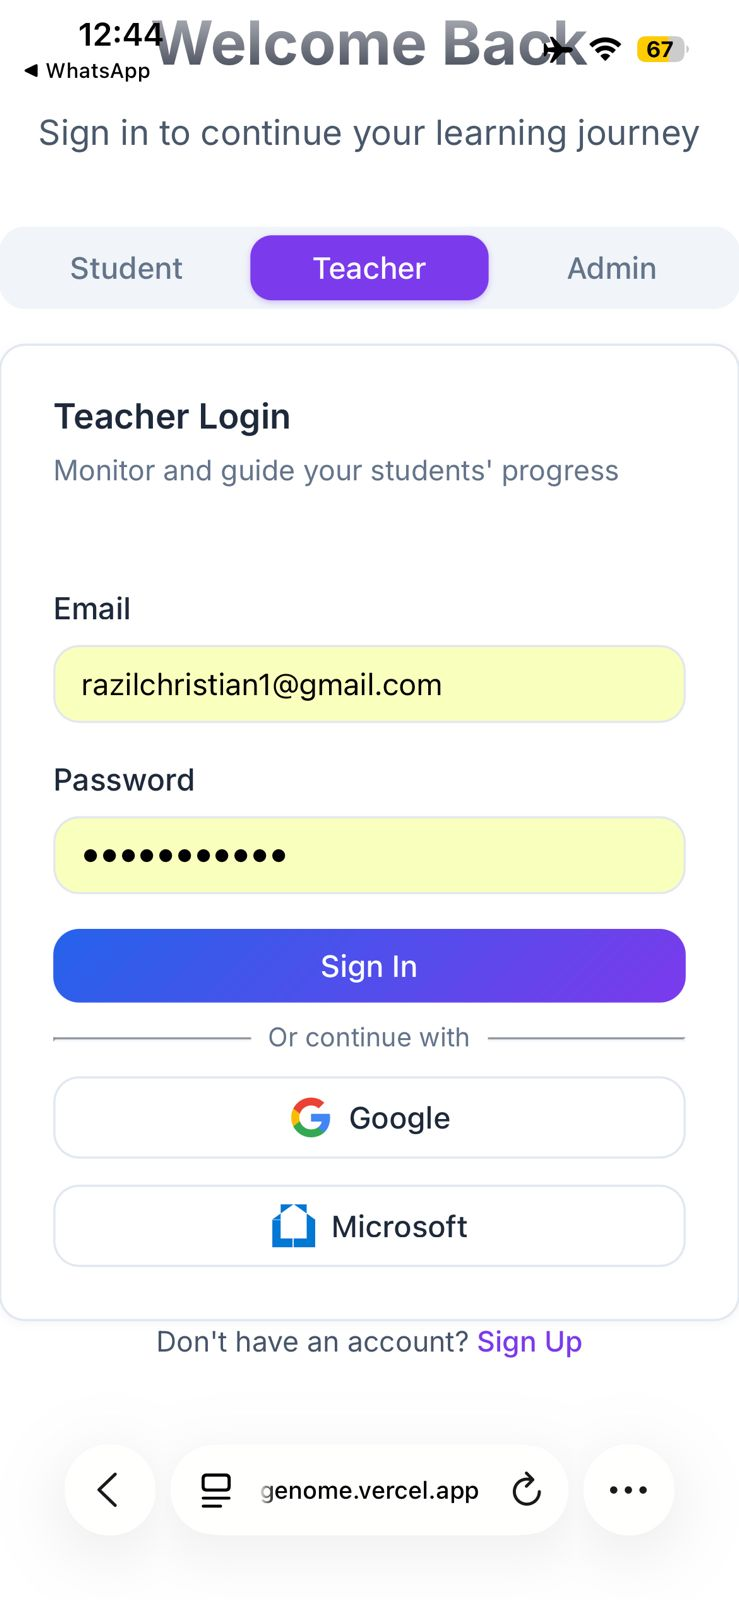 12:44
WhatsApp
67
Welcome Back
Sign in to continue your learning journey
Student
Teacher
Admin
Teacher Login
Monitor and guide your students' progress
Email
razilchristian1@gmail.com
Password
Sign In
Or continue with
Google
Microsoft
Don't have an account? Sign Up
genome.vercel.app